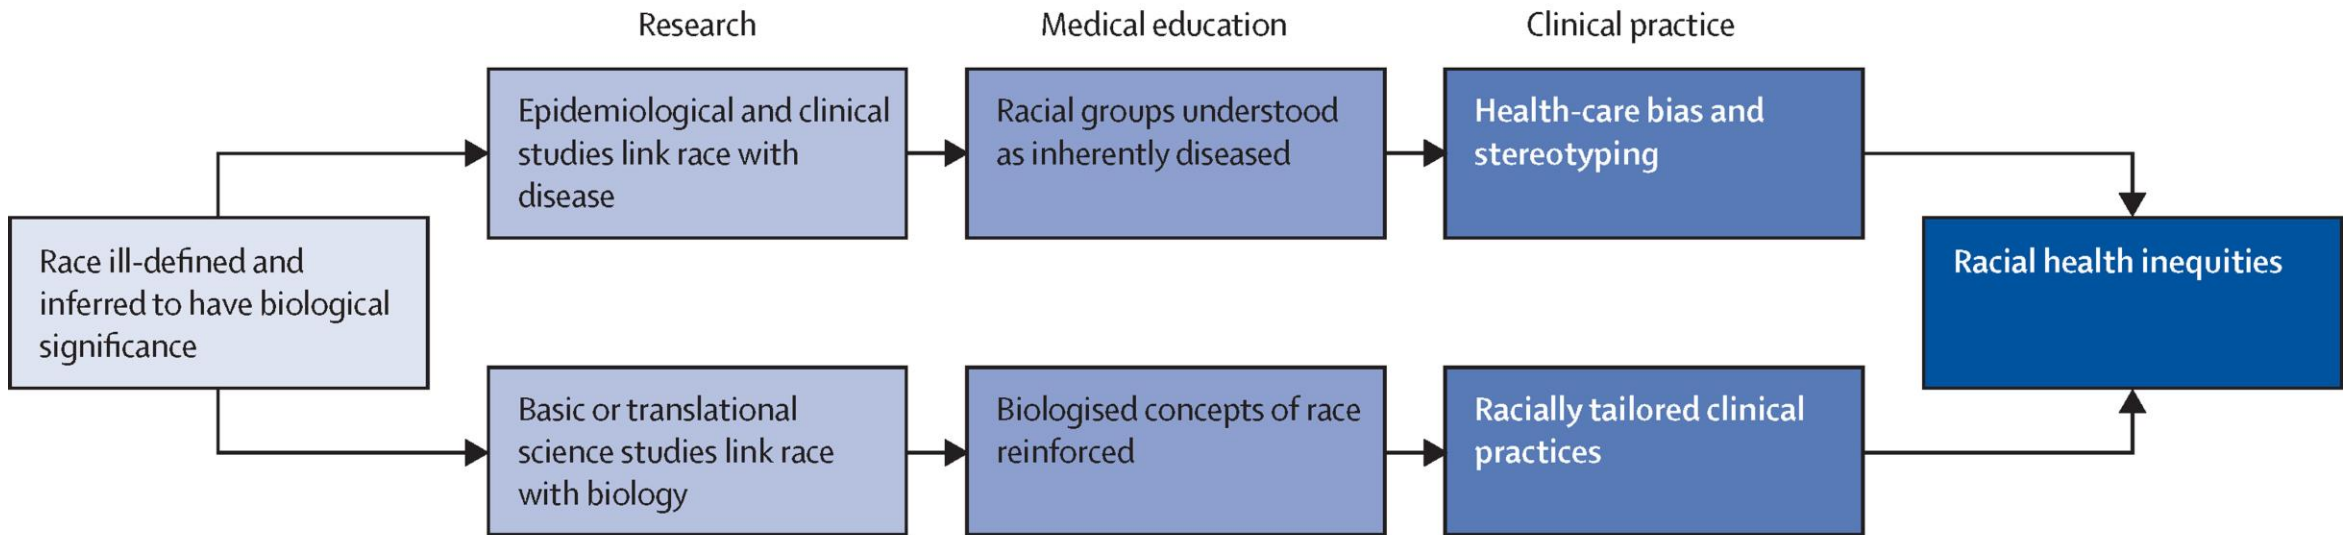 Research
Medical education
Clinical practice
Epidemiological and clinical
studies link race with
disease
Racial groups understood
as inherently diseased
Health-care bias and
stereotyping
Race ill-defined and
inferred to have biological
significance
Racial health inequities
Basic or translational
science studies link race
with biology
Biologised concepts of race
reinforced
Racially tailored clinical
practices